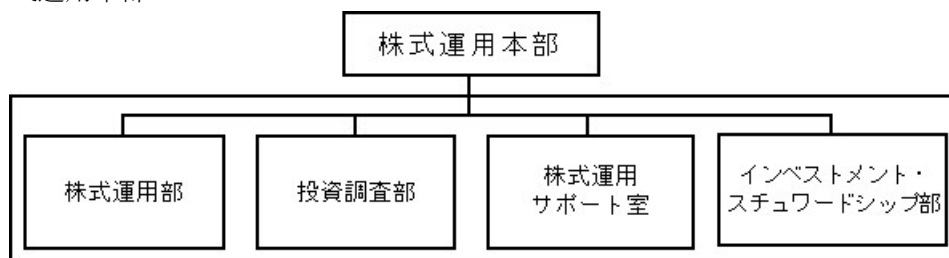 株式運用本部
株式運用部
投資調査部
株式運用
サポート室
インベストメント・
スチュワードシップ部